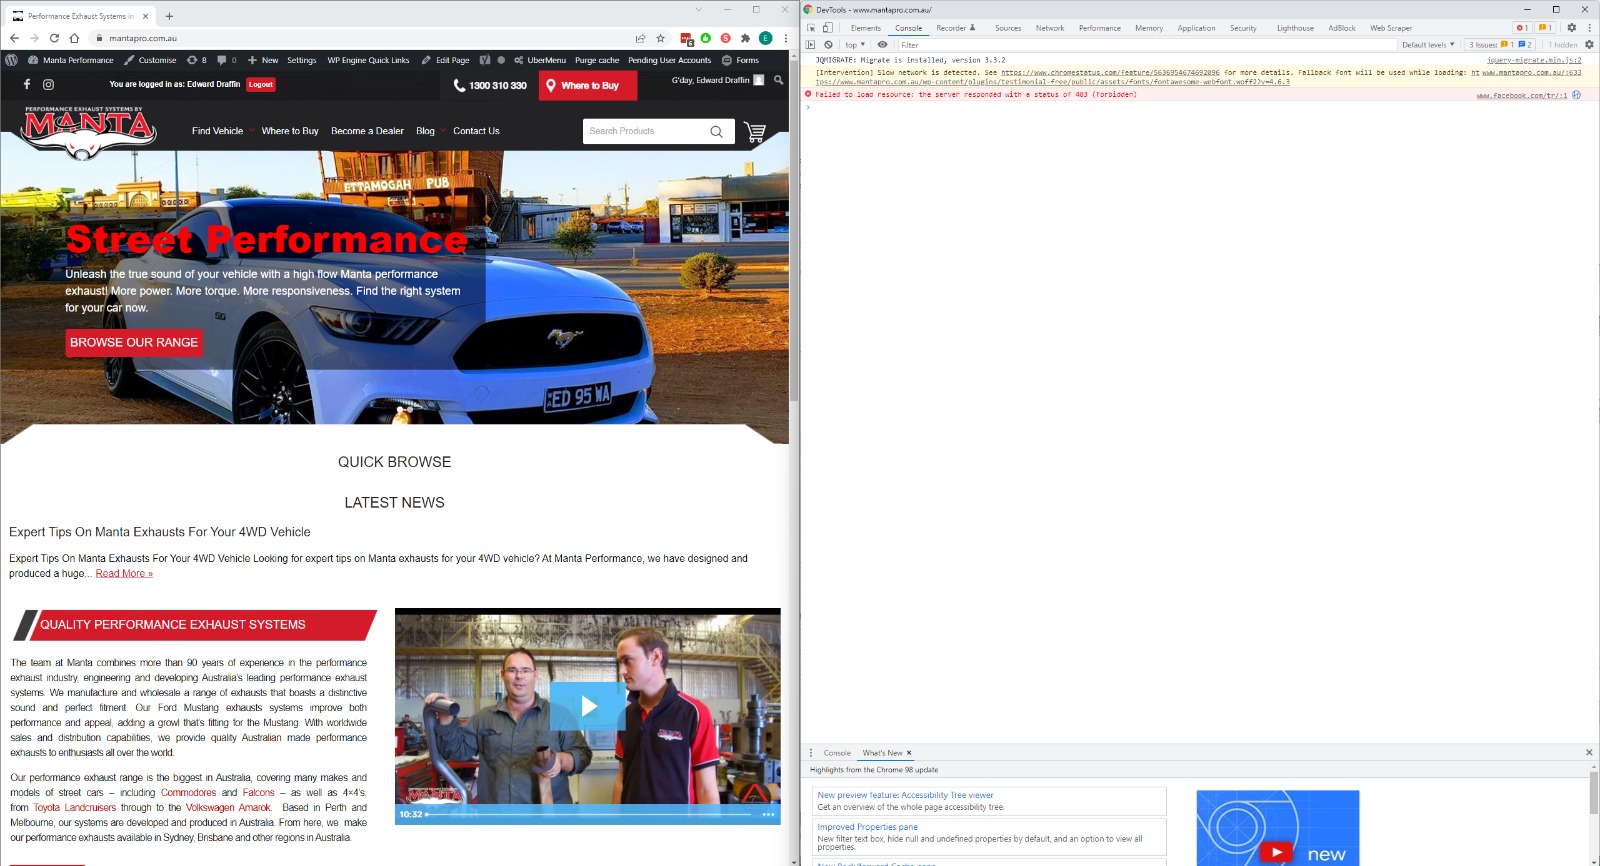 Performance Exhaust Systems in
mantapro.com.au
Manta Performance
Customise
8
0
New
Settings
WP Engine Quick Links
Edit Page
UberMenu
Purge cache
Pending User Accounts
Forms
You are logged in as: Edward Draffin
Logout
1300 310 330
Where to Buy
G'day, Edward Draffin
PERFORMANCE EXHAUST SYSTEMS BY
MANTA
Find Vehicle
Where to Buy
Become a Dealer
Blog
Contact Us
Search Products
ETTAMOGAH PUB
Street Performance
Unleash the true sound of your vehicle with a high flow Manta performance
exhaust! More power. More torque. More responsiveness. Find the right system
for your car now.
BROWSE OUR RANGE
ED 95 WA
QUICK BROWSE
LATEST NEWS
Expert Tips On Manta Exhausts For Your 4WD Vehicle
Expert Tips On Manta Exhausts For Your 4WD Vehicle Looking for expert tips on Manta exhausts for your 4WD vehicle? At Manta Performance, we have designed and
produced a huge... Read More »
QUALITY PERFORMANCE EXHAUST SYSTEMS
The team at Manta combines more than 90 years of experience in the performance
exhaust industry, engineering and developing Australia's leading performance exhaust
systems. We manufacture and wholesale a range of exhausts that boasts a distinctive
sound and perfect fitment. Our Ford Mustang exhausts systems improve both
performance and appeal, adding a growl that's fitting for the Mustang. With worldwide
sales and distribution capabilities, we provide quality Australian made performance
exhausts to enthusiasts all over the world.
Our performance exhaust range is the biggest in Australia, covering many makes and
models of street cars – including Commodores and Falcons – as well as 4×4's,
from Toyota Landcruisers through to the Volkswagen Amarok. Based in Perth and
Melbourne, our systems are developed and produced in Australia. From here, we make
our performance exhausts available in Sydney, Brisbane and other regions in Australia.
MANTA
10:32
DevTools - www.mantapro.com.au/
Elements
Console
Recorder
Sources
Network
Performance
Memory
Application
Security
Lighthouse
AdBlock
Web Scraper
1
1
top
Filter
Default levels
3 Issues:
1
2
1 hidden
JQMIGRATE: Migrate is installed, version 3.3.2
jquery-migrate.min.js:2
[Intervention] Slow network is detected. See https://www.chromestatus.com/feature/5636954674692096 for more details. Fallback font will be used while loading: ht
www.mantapro.com.au/:633
tps://www.mantapro.com.au/wp-content/plugins/testimonial-free/public/assets/fonts/fontawesome-webfont.woff2?v=4.6.3
Failed to load resource: the server responded with a status of 403 (Forbidden)
www.facebook.com/tr/:1
Console
What's New
Highlights from the Chrome 98 update
New preview feature: Accessibility Tree viewer
Get an overview of the whole page accessibility tree.
Improved Properties pane
New filter text box, hide null and undefined properties by default, and an option to view all
properties.
new